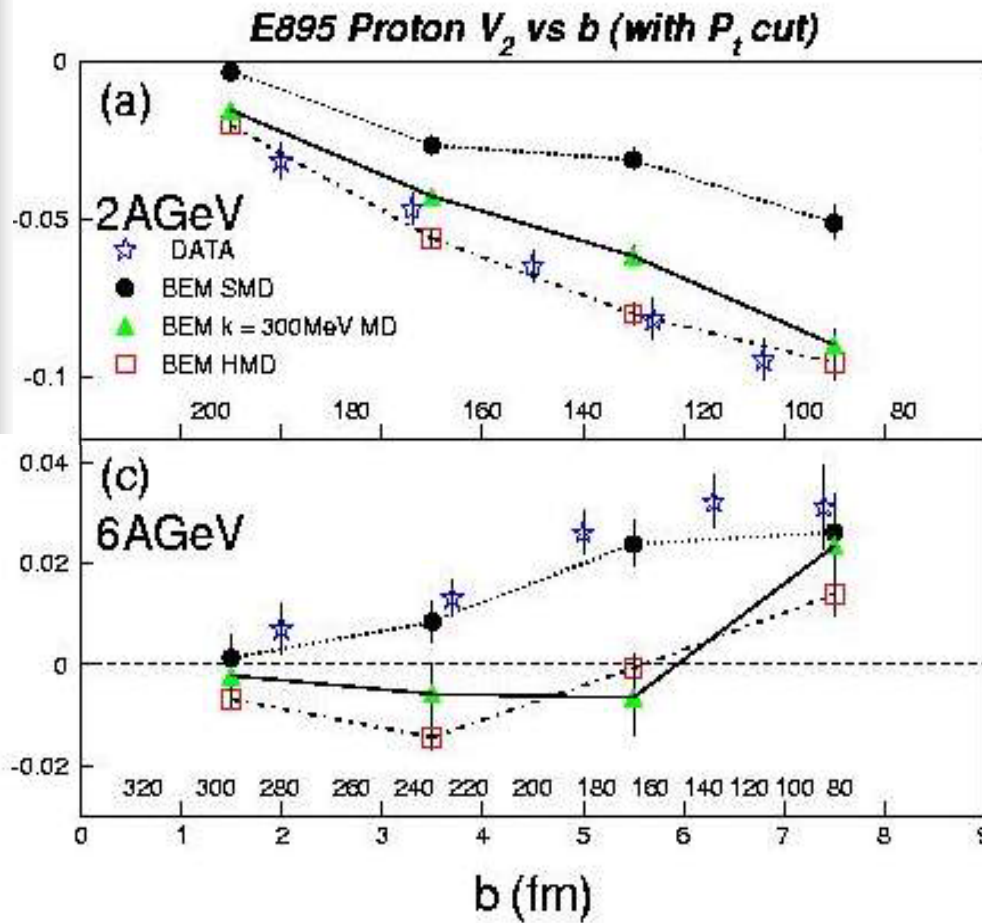 E895 Proton V₂ vs b (with Pₜ cut)
0
(a)
-0.05
2AGeV
DATA
BEM SMD
BEM k = 300MeV MD
BEM HMD
-0.1
200 180 160 140 120 100 80
0.04
(c)
6AGeV
0.02
0
-0.02
320 300 280 260 240 220 200 180 160 140 120 100 80
0 1 2 3 4 5 6 7 8 9
b (fm)